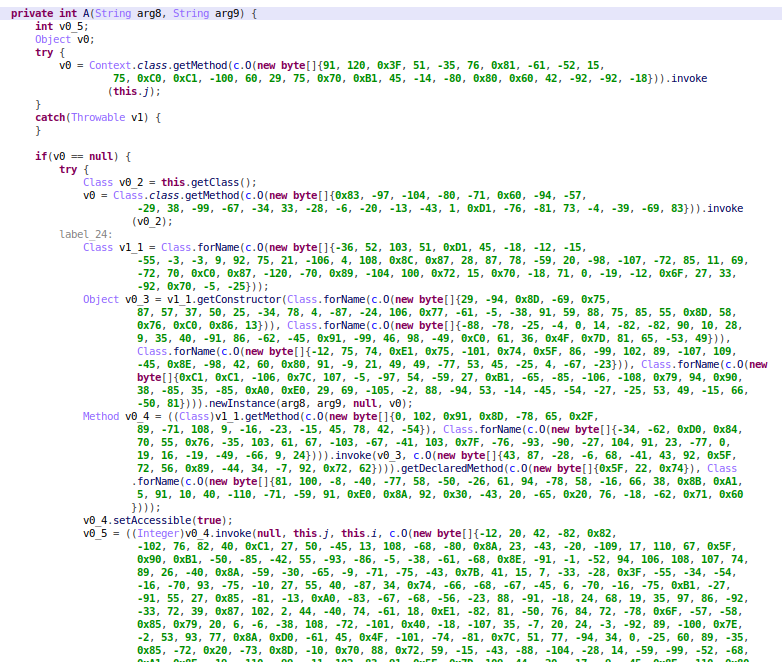 private int A(String arg8, String arg9) {
int v0_5;
Object v0;
try {
v0 = Context.class.getMethod(c.O(new byte[]{91, 120, 0x3F, 51, -35, 76, 0x81, -61, -52, 15,
75, 0xC0, 0xC1, -100, 60, 29, 75, 0x70, 0xB1, 45, -14, -80, 0x80, 0x60, 42, -92, -92, -18})).invoke
(this.j);
}
catch(Throwable v1) {
}
if(v0 == null) {
try {
Class v0_2 = this.getClass();
v0 = Class.class.getMethod(c.O(new byte[]{0x83, -97, -104, -80, -71, 0x60, -94, -57,
-29, 38, -99, -67, -34, 33, -28, -6, -20, -13, -43, 1, 0xD1, -76, -81, 73, -4, -39, -69, 83})).invoke
(v0_2);
label_24:
Class v1_1 = Class.forName(c.O(new byte[]{-36, 52, 103, 51, 0xD1, 45, -18, -12, -15,
-55, -3, -3, 9, 92, 75, 21, -106, 4, 108, 0x8C, 0x87, 28, 87, 78, -59, 20, -98, -107, -72, 85, 11, 69,
-72, 70, 0xC0, 0x87, -120, -70, 0x89, -104, 100, 0x72, 15, 0x70, -18, 71, 0, -19, -12, 0x6F, 27, 33,
-92, 0x70, -5, -25}));
Object v0_3 = v1_1.getConstructor(Class.forName(c.O(new byte[]{29, -94, 0x8D, -69, 0x75,
87, 57, 37, 50, 25, -34, 78, 4, -87, -24, 106, 0x77, -61, -5, -38, 91, 59, 88, 75, 85, 55, 0x8D, 58,
0x76, 0xC0, 0x86, 13})), Class.forName(c.O(new byte[]{-88, -78, -25, -4, 0, 14, -82, -82, 90, 10, 28,
9, 35, 40, -91, 86, -62, -45, 0x91, -99, 46, 98, -49, 0xC0, 61, 36, 0x4F, 0x7D, 81, 65, -53, 49})),
Class.forName(c.O(new byte[]{-12, 75, 74, 0xE1, 0x75, -101, 0x74, 0x5F, 86, -99, 102, 89, -107, 109,
-45, 0x8E, -98, 42, 60, 0x80, 91, -9, 21, 49, 49, -77, 53, 45, -25, 4, -67, -23})), Class.forName(c.O(new
byte[]{0xC1, 0xC1, -106, 0x7C, 107, -5, -97, 54, -59, 27, 0xB1, -65, -85, -106, -108, 0x79, 94, 0x90,
38, -85, 35, -85, 0xA0, 0xE0, 29, 69, -105, -2, 88, -94, 53, -14, -45, -54, -27, -25, 53, 49, -15, 66,
-50, 81}))).newInstance(arg8, arg9, null, v0);
Method v0_4 = ((Class)v1_1.getMethod(c.O(new byte[]{0, 102, 0x91, 0x8D, -78, 65, 0x2F,
89, -71, 108, 9, -16, -23, -15, 45, 78, 42, -54}), Class.forName(c.O(new byte[]{-34, -62, 0xD0, 0x84,
70, 55, 0x76, -35, 103, 61, 67, -103, -67, -41, 103, 0x7F, -76, -93, -90, -27, 104, 91, 23, -77, 0,
19, 16, -19, -49, -66, 9, 24}))).invoke(v0_3, c.O(new byte[]{43, 87, -28, -6, 68, -41, 43, 92, 0x5F,
72, 56, 0x89, -44, 34, -7, 92, 0x72, 62}))).getDeclaredMethod(c.O(new byte[]{0x5F, 22, 0x74}), Class
.forName(c.O(new byte[]{81, 100, -8, -40, -77, 58, -50, -26, 61, 94, -78, 58, -16, 66, 38, 0x8B, 0xA1,
5, 91, 10, 40, -110, -71, -59, 91, 0xE0, 0x8A, 92, 0x30, -43, 20, -65, 0x20, 76, -18, -62, 0x71, 0x60
})));
v0_4.setAccessible(true);
v0_5 = ((Integer)v0_4.invoke(null, this.j, this.i, c.O(new byte[]{-12, 20, 42, -82, 0x82,
-102, 76, 82, 40, 0xC1, 27, 50, -45, 13, 108, -68, -80, 0x8A, 23, -43, -20, -109, 17, 110, 67, 0x5F,
0x90, 0xB1, -50, -85, -42, 55, -93, -86, -5, -38, -61, -68, 0x8E, -91, -1, -52, 94, 106, 108, 107, 74,
89, 26, -40, 0x8A, -59, -30, -65, -9, -71, -75, -43, 0x7B, 41, 15, 7, -33, -28, 0x3F, -55, -34, -54,
-16, -70, 93, -75, -10, 27, 55, 40, -87, 34, 0x74, -66, -68, -67, -45, 6, -70, -16, -75, 0xB1, -27,
-91, 55, 27, 0x85, -81, -13, 0xA0, -83, -67, -68, -56, -23, 88, -91, -18, 24, 68, 19, 35, 97, 86, -92,
-33, 72, 39, 0x87, 102, 2, 44, -40, 74, -61, 18, 0xE1, -82, 81, -50, 76, 84, 72, -78, 0x6F, -57, -58,
0x85, 0x79, 20, 6, -6, -38, 108, -72, -101, 0x40, -18, -107, 35, -7, 20, 24, -3, -92, 89, -100, 0x7E,
-2, 53, 93, 77, 0x8A, 0xD0, -61, 45, 0x4F, -101, -74, -81, 0x7C, 51, 77, -94, 34, 0, -25, 60, 89, -35,
0x85, -72, 0x20, -73, 0x8D, -10, 0x70, 88, 0x72, 59, -15, -43, -88, -104, -28, 14, -59, -99, -52, -68,